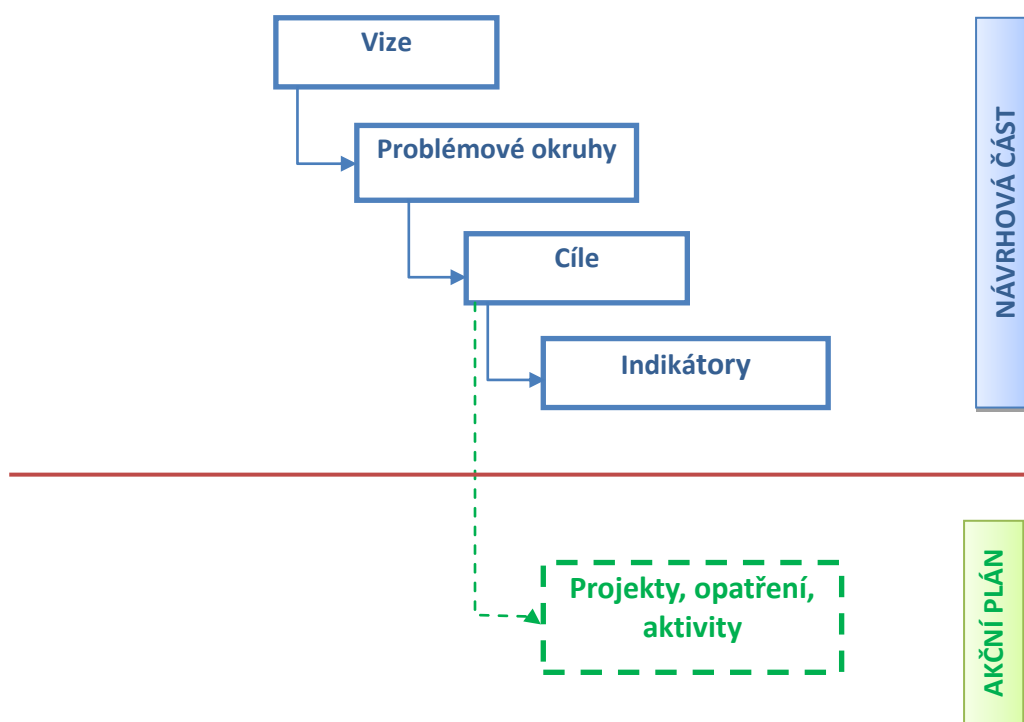 Vize
Problémové okruhy
Cíle
Indikátory
NÁVRHOVÁ ČÁST
Projekty, opatření,
aktivity
AKČNÍ PLÁN